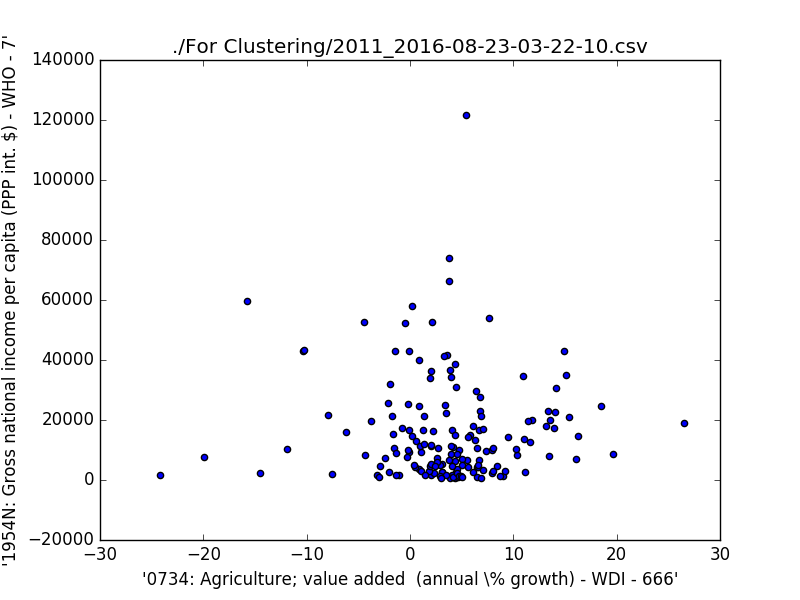 ./For Clustering/2011_2016-08-23-03-22-10.csv
'1954N: Gross national income per capita (PPP int. $) - WHO - 7'
140000
120000
100000
80000
60000
40000
20000
0
−20000
−30 −20 −10 0 10 20 30
'0734: Agriculture; value added  (annual \% growth) - WDI - 666'